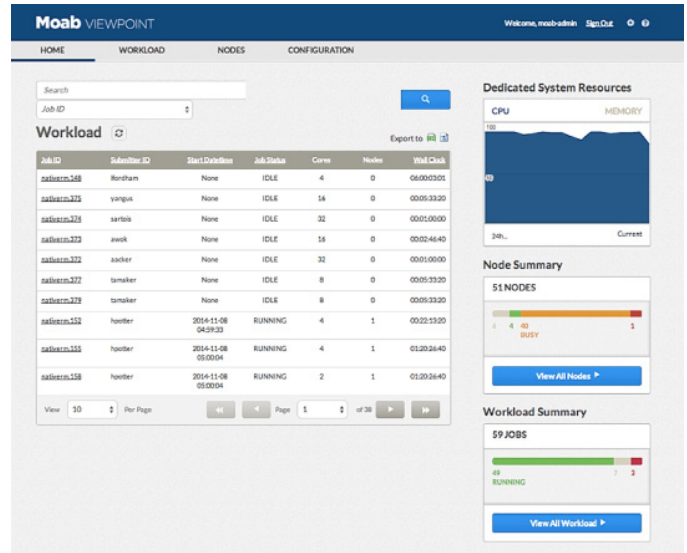 Moab VIEWPOINT
Welcome, moab-admin Sign Out
HOME WORKLOAD NODES CONFIGURATION
Search
Job ID
Workload
Export to
Job ID Submitter ID Start Datetime Job Status Cores Nodes Wall Clock
nativerm.148 lfordham None IDLE 4 0 06:00:03:01
nativerm.375 yangus None IDLE 16 0 00:05:33:20
nativerm.374 sartois None IDLE 32 0 00:01:00:00
nativerm.373 awok None IDLE 16 0 00:02:46:40
nativerm.372 aacker None IDLE 32 0 00:01:00:00
nativerm.377 tamaker None IDLE 8 0 00:05:33:20
nativerm.379 tamaker None IDLE 8 0 00:05:33:20
nativerm.152 hpotter 2014-11-08 04:59:33 RUNNING 4 1 00:22:13:20
nativerm.155 hpotter 2014-11-08 05:00:04 RUNNING 4 1 01:20:26:40
nativerm.158 hpotter 2014-11-08 05:00:04 RUNNING 2 1 01:20:26:40
View 10 Per Page Page 1 of 38
Dedicated System Resources
CPU MEMORY
100
50
24h... Current
Node Summary
51 NODES
4 40 1
BUSY
View All Nodes
Workload Summary
59 JOBS
49 7 3
RUNNING
View All Workload